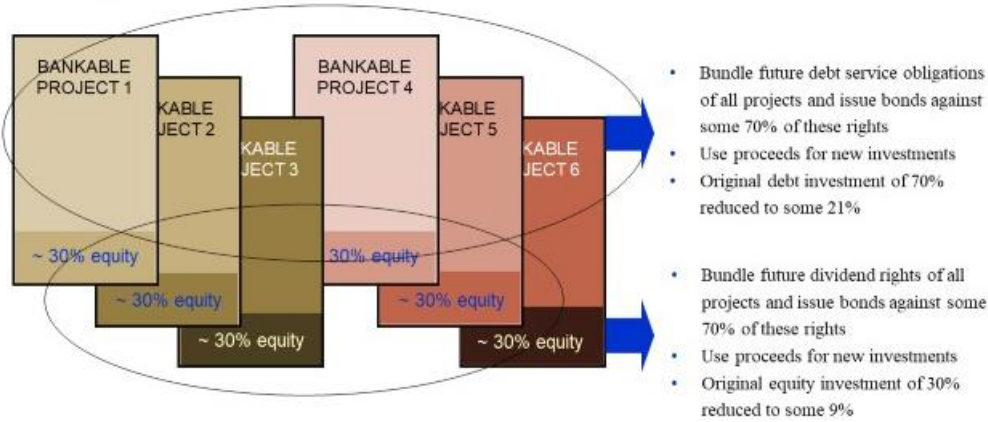 BANKABLE
PROJECT 1
KABLE
JECT 2
KABLE
JECT 3
BANKABLE
PROJECT 4
KABLE
JECT 5
KABLE
JECT 6
~ 30% equity
~ 30% equity
~ 30% equity
30% equity
~ 30% equity
~ 30% equity
• Bundle future debt service obligations
of all projects and issue bonds against
some 70% of these rights
• Use proceeds for new investments
• Original debt investment of 70%
reduced to some 21%
• Bundle future dividend rights of all
projects and issue bonds against some
70% of these rights
• Use proceeds for new investments
• Original equity investment of 30%
reduced to some 9%